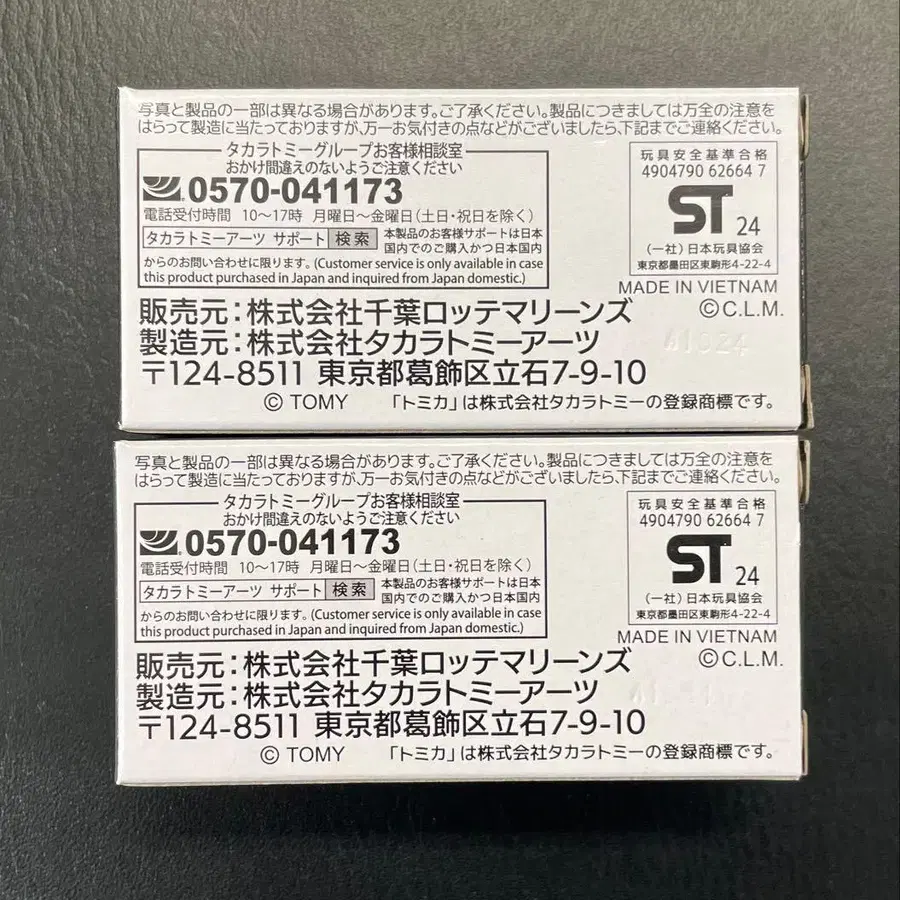 写真と製品の一部は異なる場合があります。ご了承ください。製品につきましては万全の注意を
はらって製造に当たっておりますが、万一お気付きの点などがございましたら、下記までご連絡ください。
タカラトミーグループお客様相談室
おかけ間違えのないようご注意ください
0570-041173
電話受付時間 10〜17時 月曜日〜金曜日(土日・祝日を除く)
タカラトミーアーツ サポート 検索 本製品のお客様サポートは日本
国内でのご購入かつ日本国内
からのお問い合わせに限ります。(Customer service is only available in case
this product purchased in Japan and inquired from Japan domestic.)
玩具安全基準合格
4904790 62664 7
ST 24
(一社)日本玩具協会
東京都墨田区東駒形4-22-4
MADE IN VIETNAM
©C.L.M.
販売元:株式会社千葉ロッテマリーンズ
製造元:株式会社タカラトミーアーツ
〒124-8511 東京都葛飾区立石7-9-10
© TOMY 「トミカ」は株式会社タカラトミーの登録商標です。
写真と製品の一部は異なる場合があります。ご了承ください。製品につきましては万全の注意を
はらって製造に当たっておりますが、万一お気付きの点などがございましたら、下記までご連絡ください。
タカラトミーグループお客様相談室
おかけ間違えのないようご注意ください
0570-041173
電話受付時間 10〜17時 月曜日〜金曜日(土日・祝日を除く)
タカラトミーアーツ サポート 検索 本製品のお客様サポートは日本
国内でのご購入かつ日本国内
からのお問い合わせに限ります。(Customer service is only available in case
this product purchased in Japan and inquired from Japan domestic.)
玩具安全基準合格
4904790 62664 7
ST 24
(一社)日本玩具協会
東京都墨田区東駒形4-22-4
MADE IN VIETNAM
©C.L.M.
販売元:株式会社千葉ロッテマリーンズ
製造元:株式会社タカラトミーアーツ
〒124-8511 東京都葛飾区立石7-9-10
© TOMY 「トミカ」は株式会社タカラトミーの登録商標です。